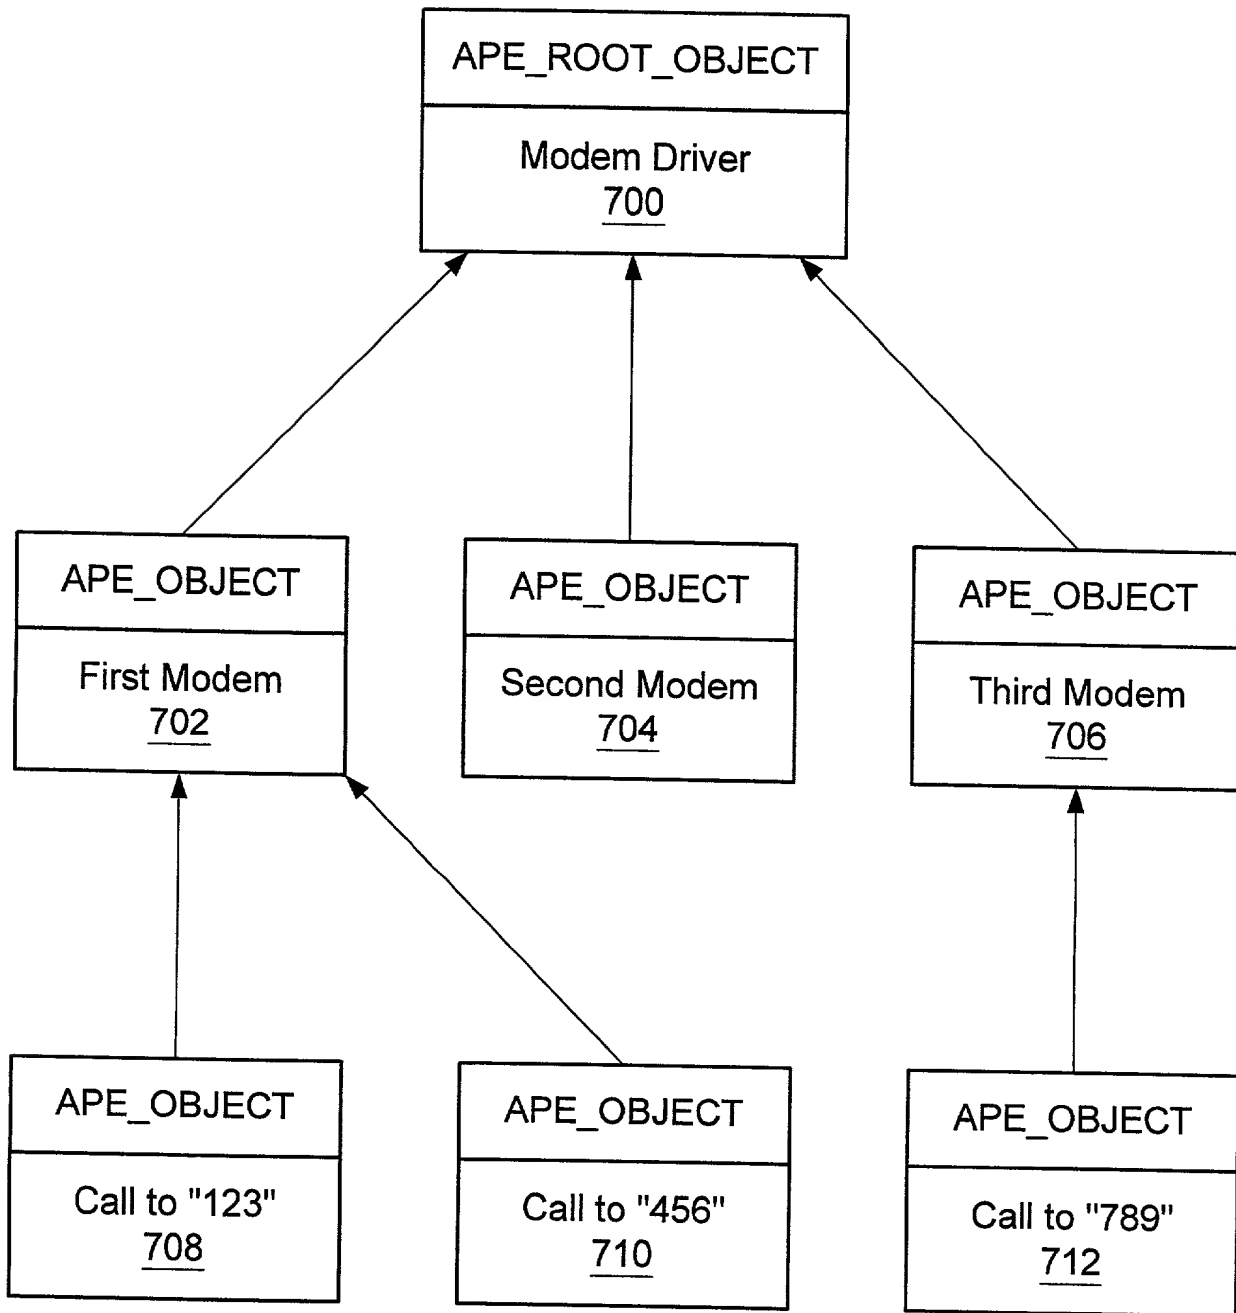 APE_ROOT_OBJECT
Modem Driver
700
APE_OBJECT
First Modem
702
APE_OBJECT
Second Modem
704
APE_OBJECT
Third Modem
706
APE_OBJECT
Call to "123"
708
APE_OBJECT
Call to "456"
710
APE_OBJECT
Call to "789"
712